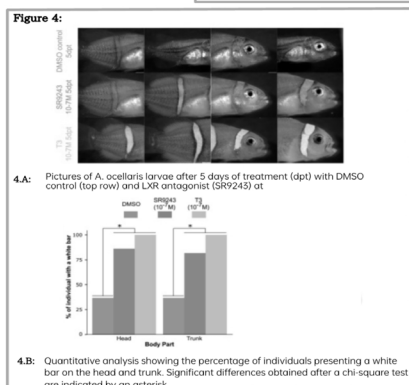 Figure 4:
DMSO control
5dpt
SR9243
10-7M 5dpt
T3
10-7M 5dpt
4.A: Pictures of A. ocellaris larvae after 5 days of treatment (dpt) with DMSO
control (top row) and LXR antagonist (SR9243) at
DMSO
SR9243
(10⁻⁷ M)
T3
(10⁻⁷ M)
% of individual with a white bar
100
75
50
25
0
*
*
Head
Trunk
Body Part
4.B: Quantitative analysis showing the percentage of individuals presenting a white
bar on the head and trunk. Significant differences obtained after a chi-square test
are indicated by an asterisk